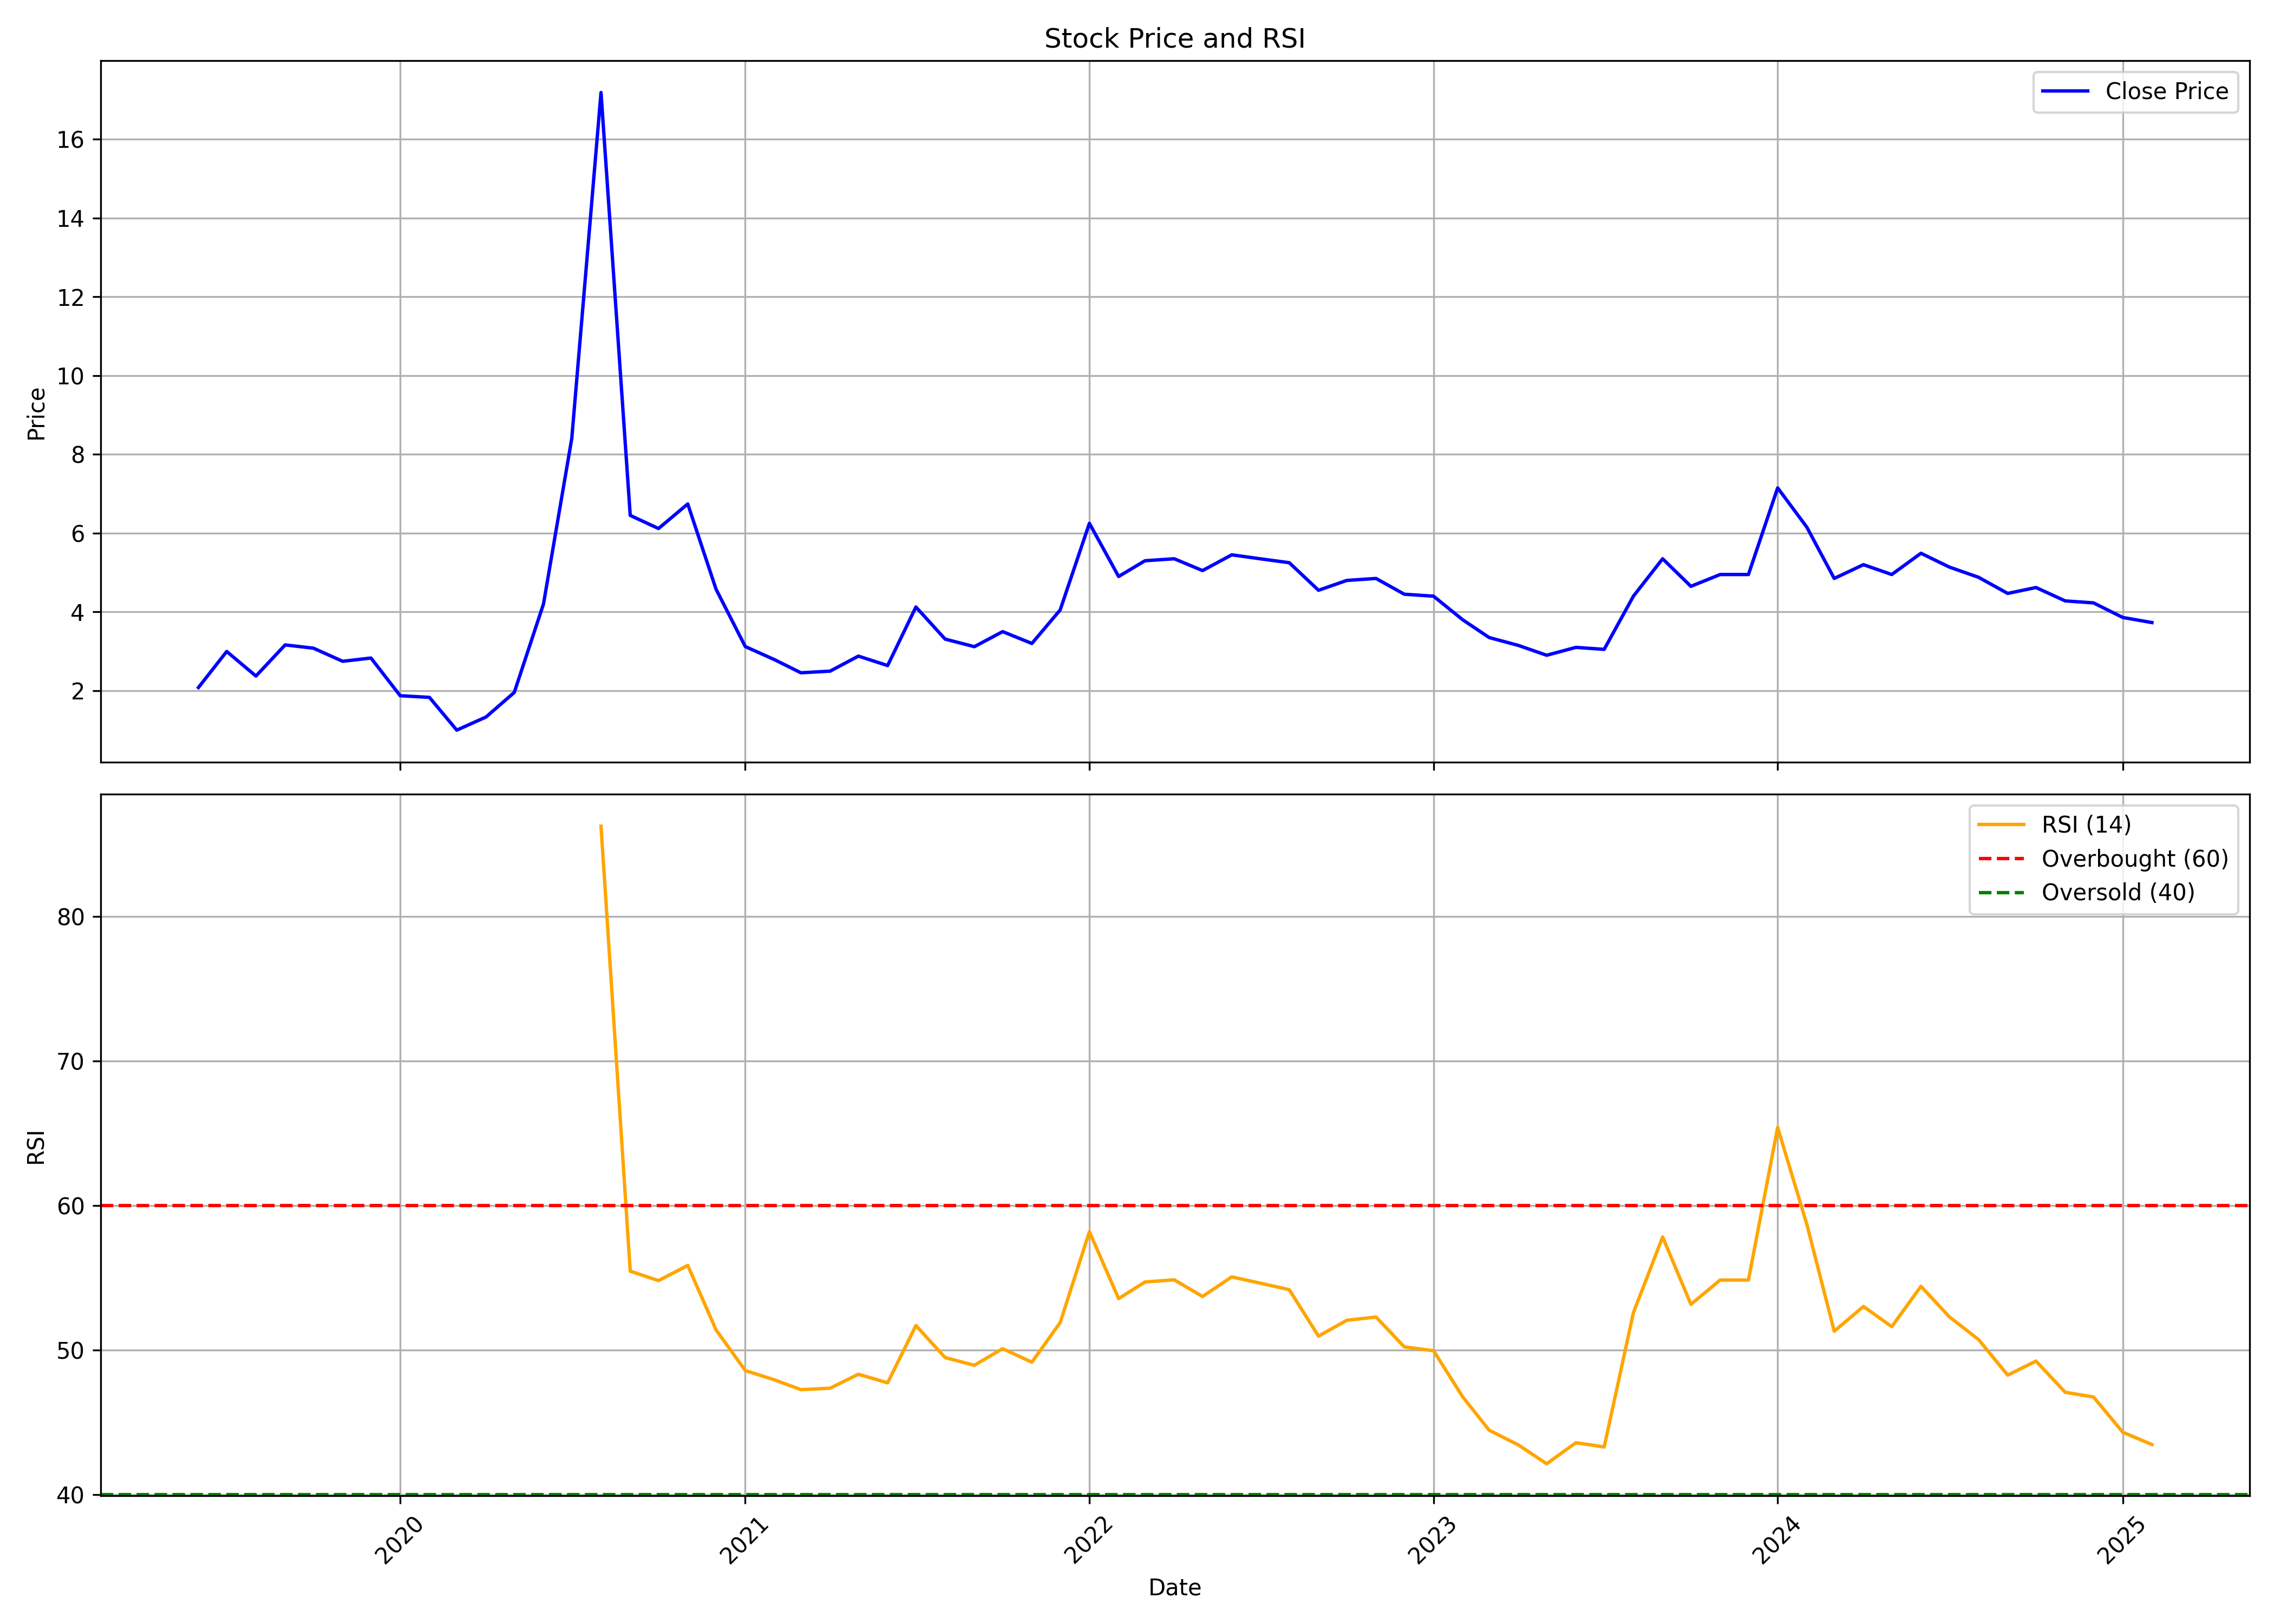 Stock Price and RSI
Close Price
16
14
12
10
8
6
4
2
Price
RSI (14)
Overbought (60)
Oversold (40)
80
70
60
50
40
RSI
2020
2021
2022
2023
2024
2025
Date